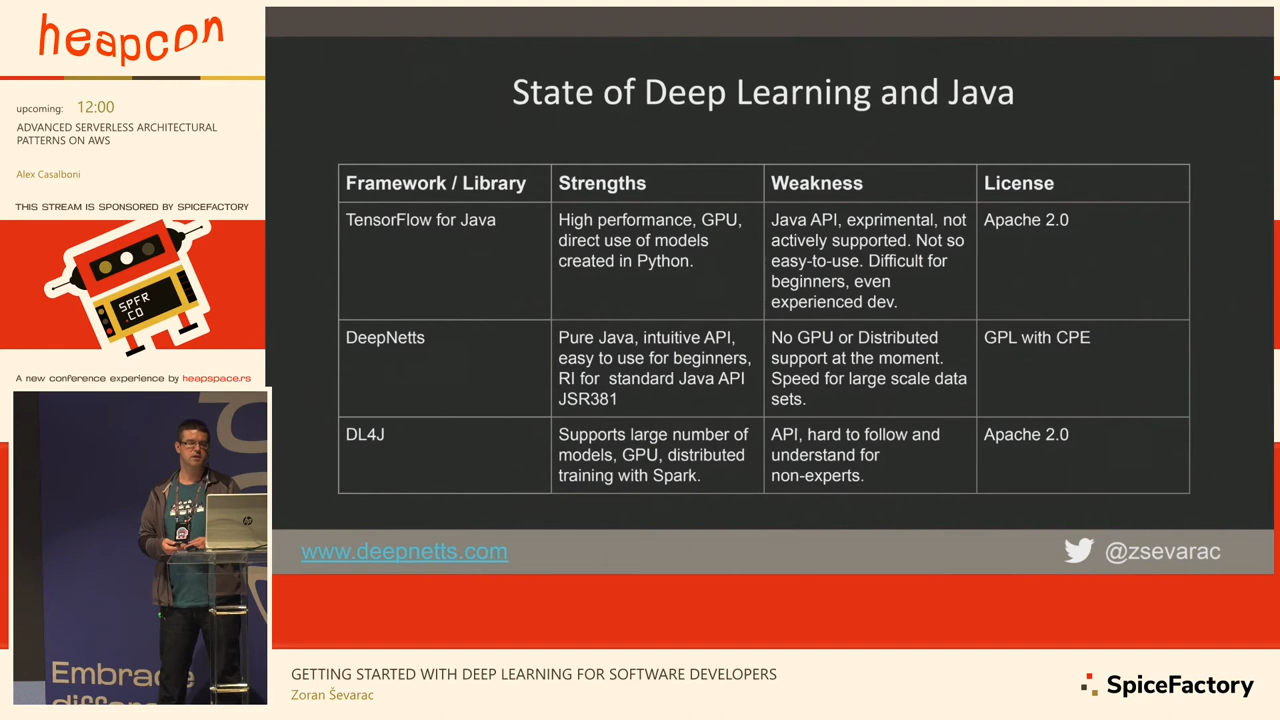 heapcon
upcoming: 12:00
ADVANCED SERVERLESS ARCHITECTURAL
PATTERNS ON AWS
Alex Casalboni
THIS STREAM IS SPONSORED BY SPICEFACTORY
SPFR
.CO
A new conference experience by heapspace.rs
Embrace
State of Deep Learning and Java
Framework / Library Strengths Weakness License
TensorFlow for Java
High performance, GPU,
direct use of models
created in Python.
Java API, exprimental, not
actively supported. Not so
easy-to-use. Difficult for
beginners, even
experienced dev.
Apache 2.0
DeepNetts
Pure Java, intuitive API,
easy to use for beginners,
RI for standard Java API
JSR381
No GPU or Distributed
support at the moment.
Speed for large scale data
sets.
GPL with CPE
DL4J
Supports large number of
models, GPU, distributed
training with Spark.
API, hard to follow and
understand for
non-experts.
Apache 2.0
www.deepnetts.com
@zsevarac
GETTING STARTED WITH DEEP LEARNING FOR SOFTWARE DEVELOPERS
Zoran Ševarac
SpiceFactory